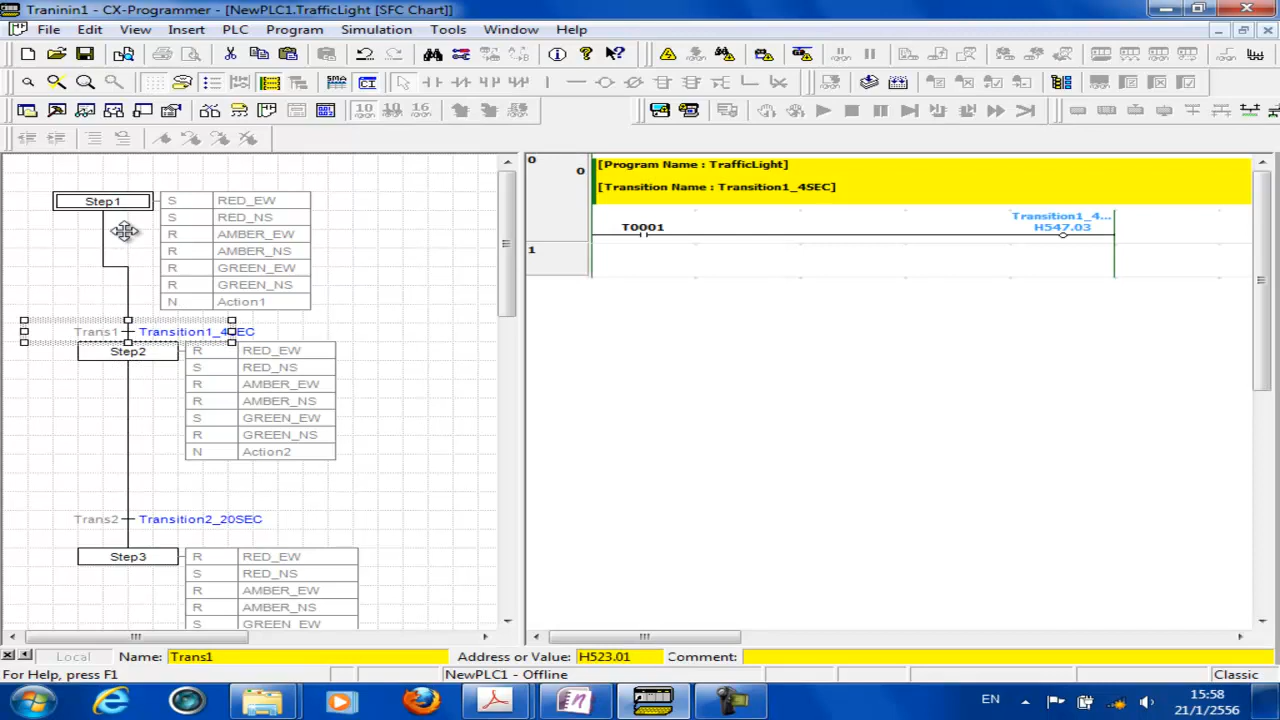 Traninin1 - CX-Programmer - [NewPLC1.TrafficLight [SFC Chart]]
File Edit View Insert PLC Program Simulation Tools Window Help
SMA CI
10 16
Step1
S RED_EW
S RED_NS
R AMBER_EW
R AMBER_NS
R GREEN_EW
R GREEN_NS
N Action1
Trans1 Transition1_4SEC
Step2
R RED_EW
S RED_NS
R AMBER_EW
R AMBER_NS
S GREEN_EW
R GREEN_NS
N Action2
Trans2 Transition2_20SEC
Step3
R RED_EW
S RED_NS
R AMBER_EW
R AMBER_NS
S GREEN_EW
0
0
[Program Name : TrafficLight]
[Transition Name : Transition1_4SEC]
T0001
Transition1_4...
H547.03
1
Local Name: Trans1 Address or Value: H523.01 Comment:
For Help, press F1 NewPLC1 - Offline Classic
EN 15:58
21/1/2556